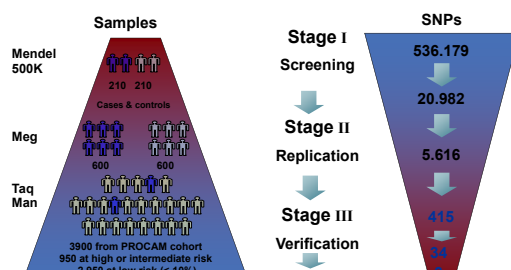 Samples
Mendel
500K
210 210
Cases & controls
Meg
600 600
Taq
Man
3900 from PROCAM cohort
950 at high or intermediate risk
Stage I
Screening
Stage II
Replication
Stage III
Verification
SNPs
536.179
20.982
5.616
415
34